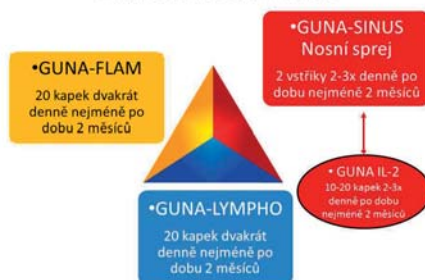 •GUNA-SINUS
Nosní sprej
2 vstřiky 2-3x denně po
dobu nejméně 2 měsíců
•GUNA-FLAM
20 kapek dvakrát
denně nejméně po
dobu 2 měsíců
• GUNA IL-2
10-20 kapek 2-3x
denně po dobu
nejméně 2 měsíců
•GUNA-LYMPHO
20 kapek dvakrát
denně nejméně po
dobu 2 měsíců